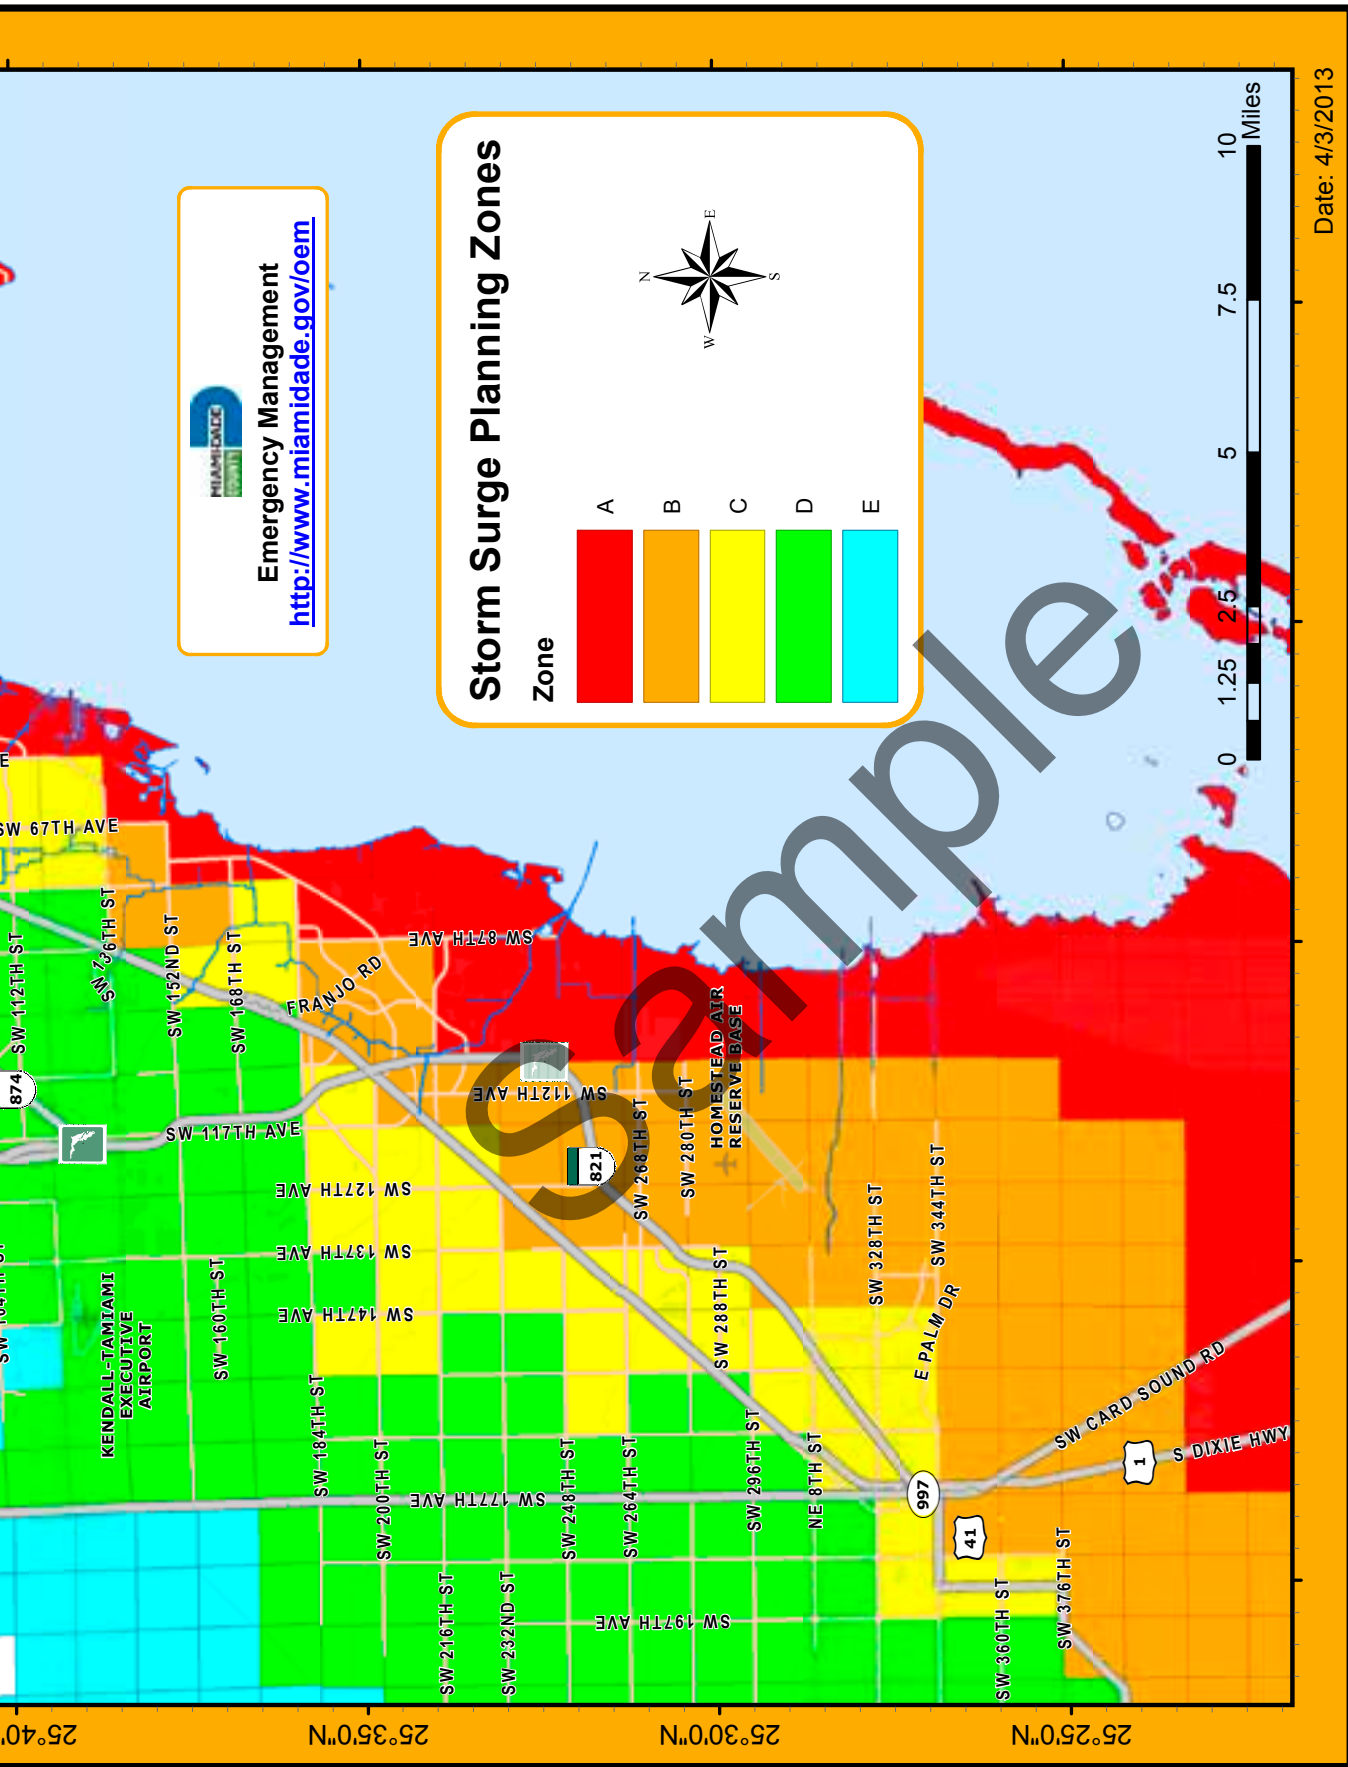 Date: 4/3/2013
MIAMI-DADE
COUNTY
Emergency Management
http://www.miamidade.gov/oem
Storm Surge Planning Zones
Zone
A
B
C
D
E
N
E
S
W
0
1.25
2.5
5
7.5
10
Miles
Sample
E
SW 67TH AVE
SW 112TH ST
SW 136TH ST
SW 152ND ST
SW 168TH ST
FRANJO RD
SW 87TH AVE
874
SW 117TH AVE
SW 112TH AVE
821
HOMESTEAD AIR
RESERVE BASE
SW 268TH ST
SW 280TH ST
SW 127TH AVE
SW 137TH AVE
SW 147TH AVE
KENDALL-TAMIAMI
EXECUTIVE
AIRPORT
SW 160TH ST
SW 184TH ST
SW 200TH ST
SW 177TH AVE
SW 248TH ST
SW 264TH ST
SW 288TH ST
SW 296TH ST
NE 8TH ST
SW 328TH ST
SW 344TH ST
E PALM DR
997
41
SW CARD SOUND RD
1
S DIXIE HWY
SW 216TH ST
SW 232ND ST
SW 197TH AVE
SW 360TH ST
SW 376TH ST
25°40'0
25°35'0"N
25°30'0"N
25°25'0"N